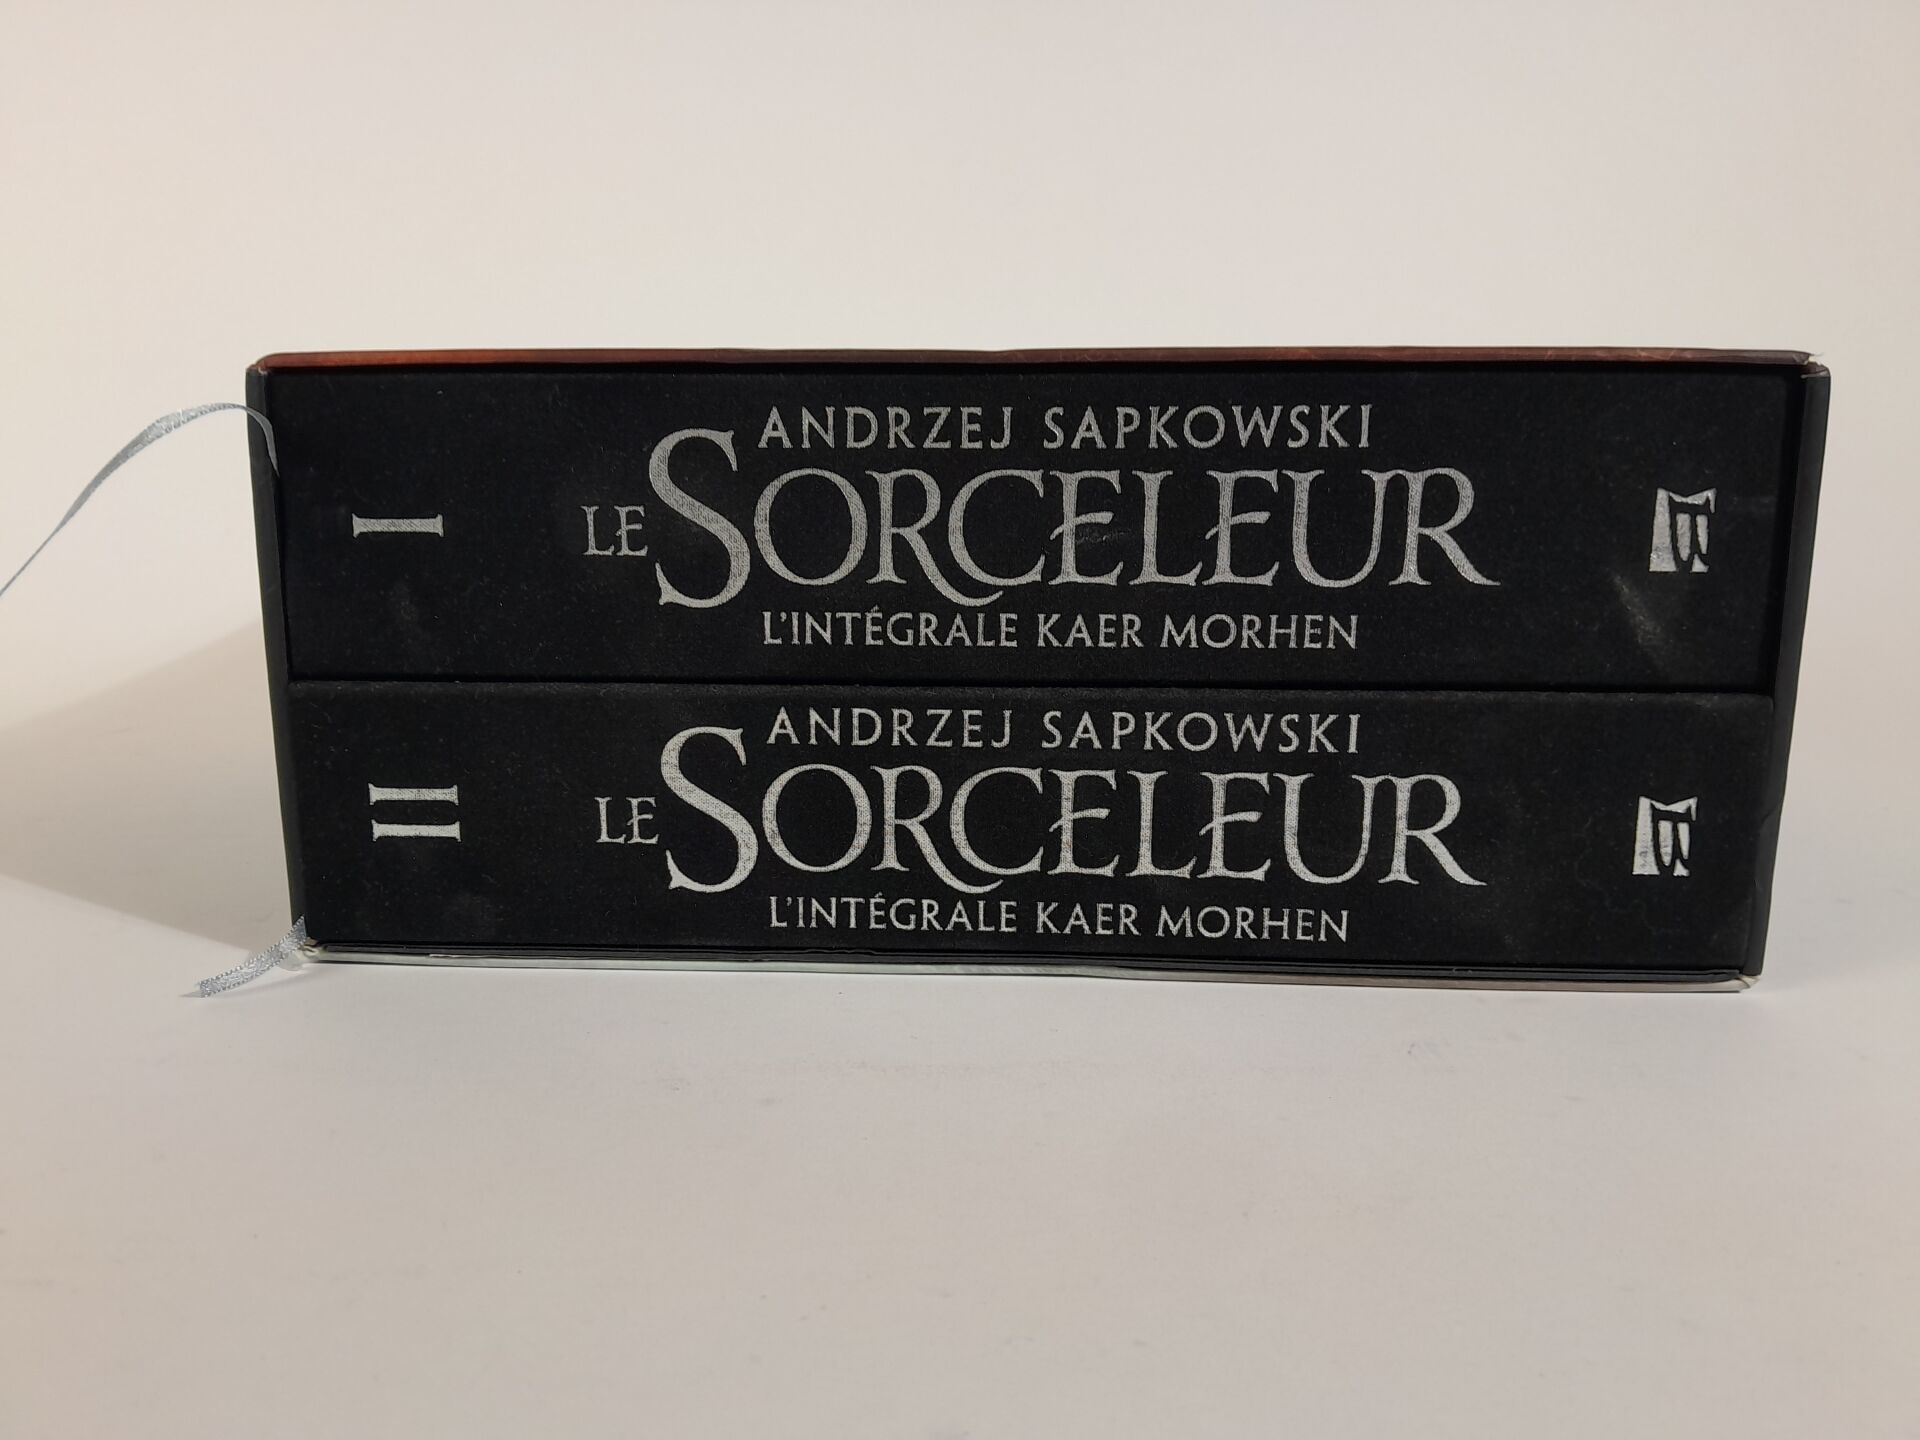 I
ANDRZEJ SAPKOWSKI
LE SORCELEUR
L'INTÉGRALE KAER MORHEN
II
ANDRZEJ SAPKOWSKI
LE SORCELEUR
L'INTÉGRALE KAER MORHEN